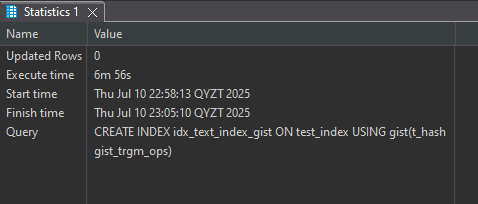 Statistics 1
Name Value
Updated Rows 0
Execute time 6m 56s
Start time Thu Jul 10 22:58:13 QYZT 2025
Finish time Thu Jul 10 23:05:10 QYZT 2025
Query CREATE INDEX idx_text_index_gist ON test_index USING gist(t_hash
gist_trgm_ops)